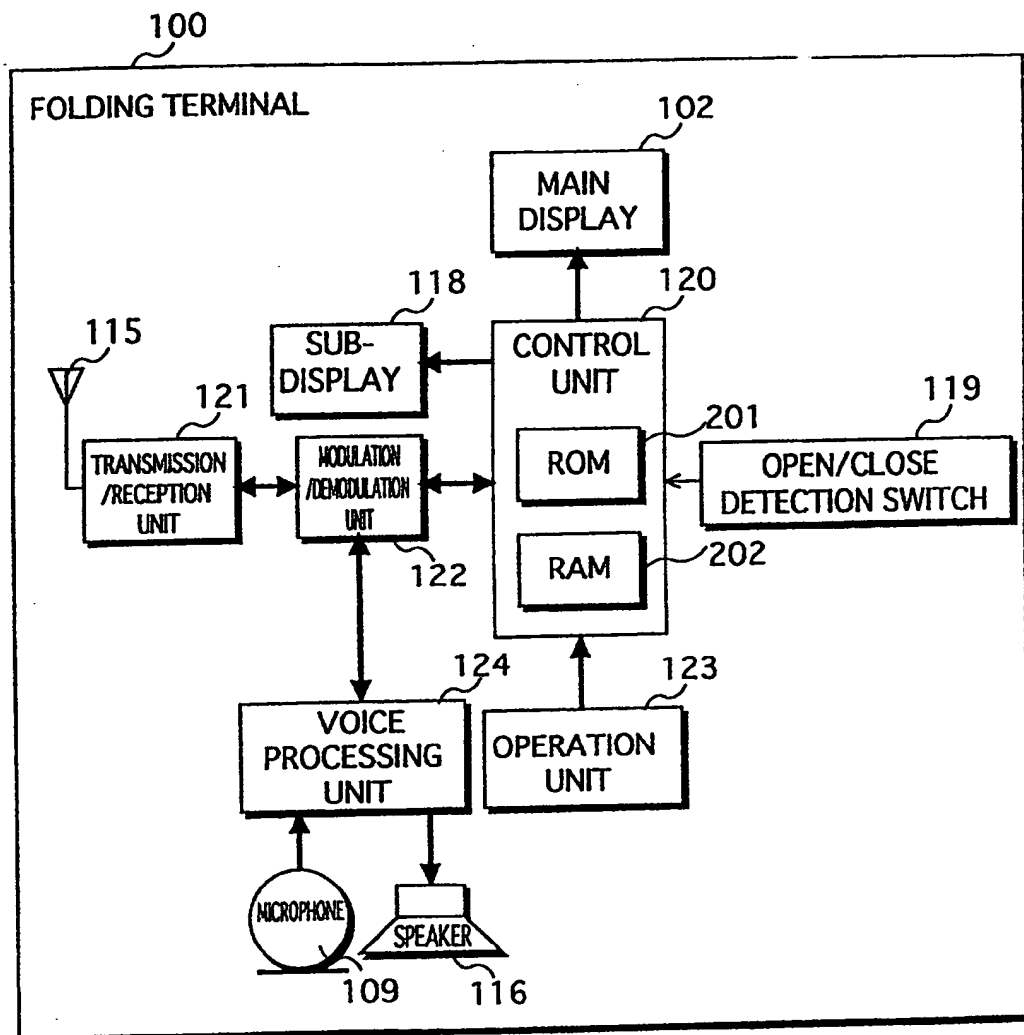 100
FOLDING TERMINAL
102
MAIN
DISPLAY
118
120
SUB-
DISPLAY
CONTROL
UNIT
115
121
119
201
TRANSMISSION
/RECEPTION
UNIT
MODULATION
/DEMODULATION
UNIT
ROM
OPEN/CLOSE
DETECTION SWITCH
122
RAM
202
124
123
VOICE
PROCESSING
UNIT
OPERATION
UNIT
MICROPHONE
SPEAKER
109
116